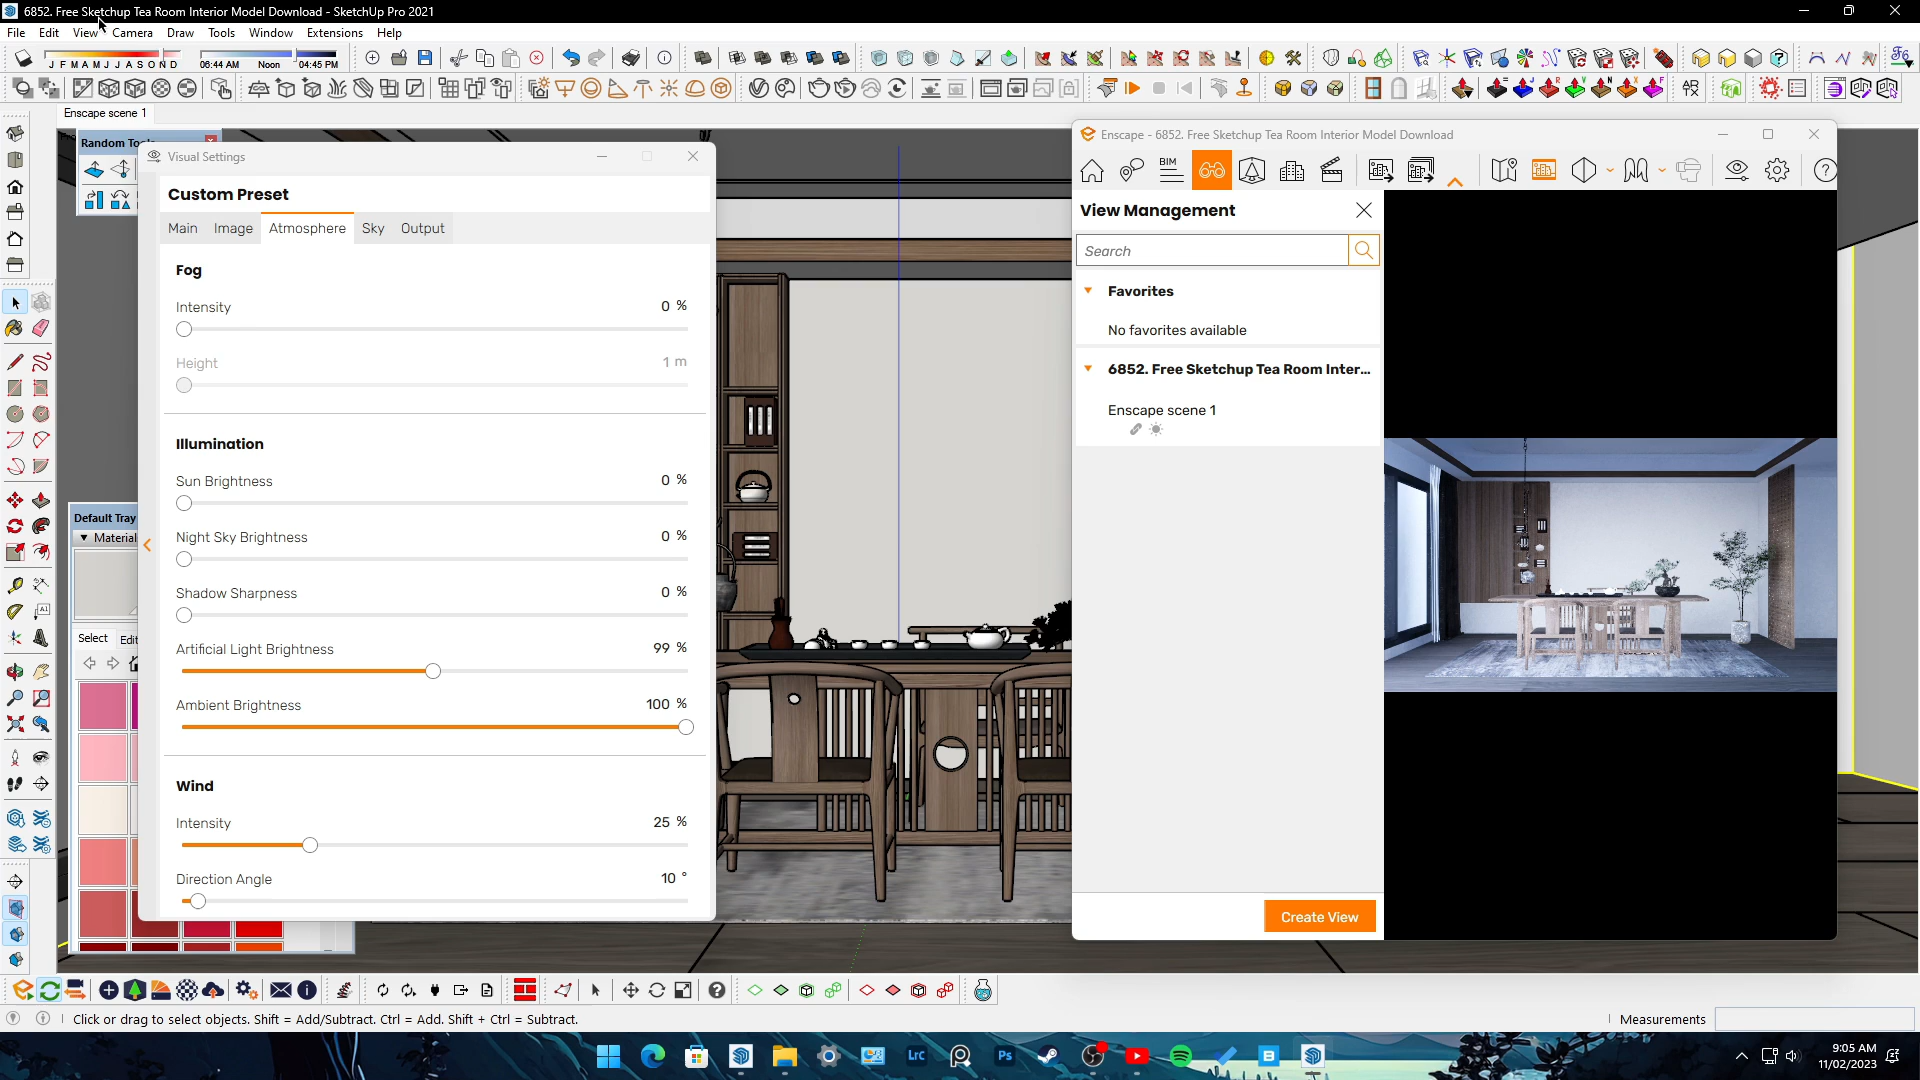 6852. Free Sketchup Tea Room Interior Model Download - SketchUp Pro 2021
File Edit View Camera Draw Tools Window Extensions Help
J F M A M J J A S O N D 06:44 AM Noon 04:45 PM
Enscape scene 1
Random To
Visual Settings
Custom Preset
Main Image Atmosphere Sky Output
Fog
Intensity 0 %
Height 1 m
Illumination
Sun Brightness 0 %
Night Sky Brightness 0 %
Shadow Sharpness 0 %
Artificial Light Brightness 99 %
Ambient Brightness 100 %
Wind
Intensity 25 %
Direction Angle 10 °
Default Tray
Material
Select Edit
Enscape - 6852. Free Sketchup Tea Room Interior Model Download
BIM
View Management
Search
Favorites
No favorites available
6852. Free Sketchup Tea Room Inter...
Enscape scene 1
Create View
Click or drag to select objects. Shift = Add/Subtract. Ctrl = Add. Shift + Ctrl = Subtract.
Measurements
LrC
Ps
9:05 AM
11/02/2023